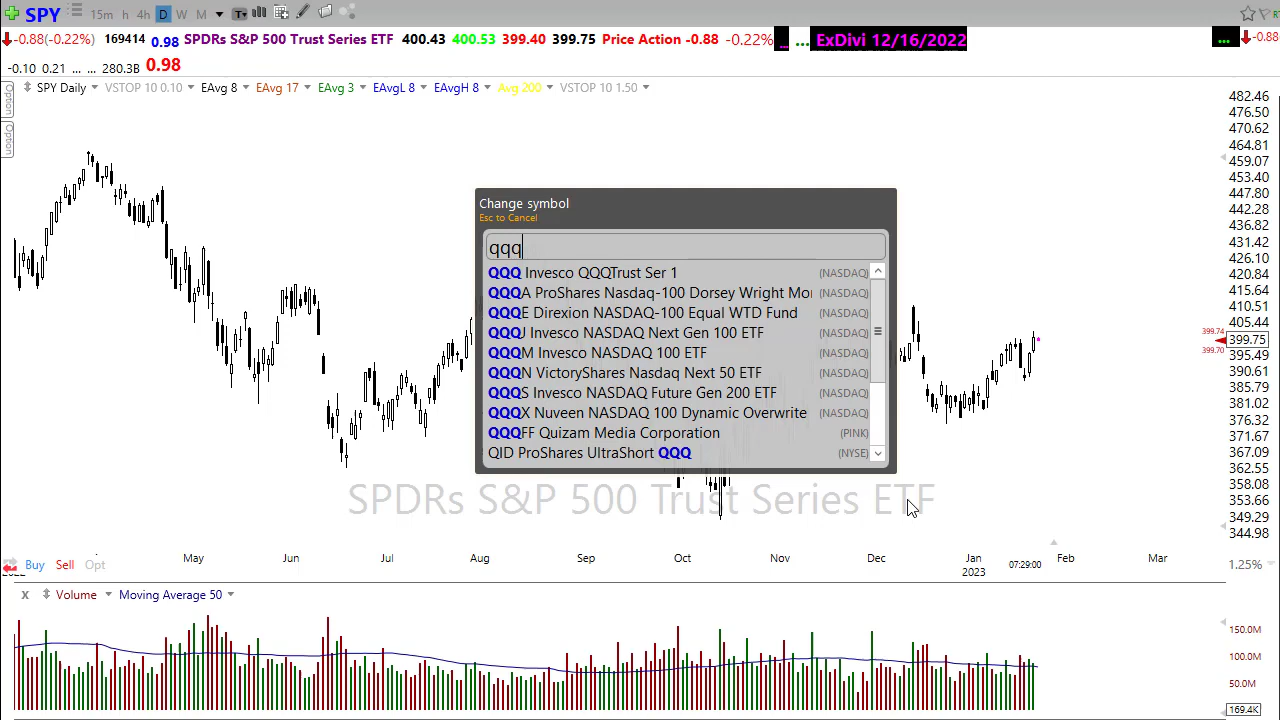 SPY 15m 4h D W M T
-0.88(-0.22%) 169414 0.98 SPDRs S&P 500 Trust Series ETF 400.43 400.53 399.40 399.75 Price Action -0.88 -0.22% ... ... ExDivi 12/16/2022 ... -0.88
-0.10 0.21 ... ... 280.3B 0.98
SPY Daily VSTOP 10 0.10 EAvg 8 EAvg 17 EAvg 3 EAvgL 8 EAvgH 8 Avg 200 VSTOP 10 1.50
Option
Option
Change symbol
Esc to Cancel
qqq
QQQ Invesco QQQTrust Ser 1 (NASDAQ)
QQQA ProShares Nasdaq-100 Dorsey Wright Mo (NASDAQ)
QQQE Direxion NASDAQ-100 Equal WTD Fund (NASDAQ)
QQQJ Invesco NASDAQ Next Gen 100 ETF (NASDAQ)
QQQM Invesco NASDAQ 100 ETF (NASDAQ)
QQQN VictoryShares Nasdaq Next 50 ETF (NASDAQ)
QQQS Invesco NASDAQ Future Gen 200 ETF (NASDAQ)
QQQX Nuveen NASDAQ 100 Dynamic Overwrite (NASDAQ)
QQQFF Quizam Media Corporation (PINK)
QID ProShares UltraShort QQQ (NYSE)
SPDRs S&P 500 Trust Series ETF
482.46
476.50
470.62
464.81
459.07
453.40
447.80
442.28
436.82
431.42
426.10
420.84
415.64
410.51
405.44
399.74
399.75
399.70
395.49
390.61
385.79
381.02
376.32
371.67
367.09
362.55
358.08
353.66
349.29
344.98
May Jun Jul Aug Sep Oct Nov Dec Jan Feb Mar
2023 07:29:00
Buy Sell Opt 1.25%
x Volume Moving Average 50
150.0M
100.0M
50.0M
169.4K